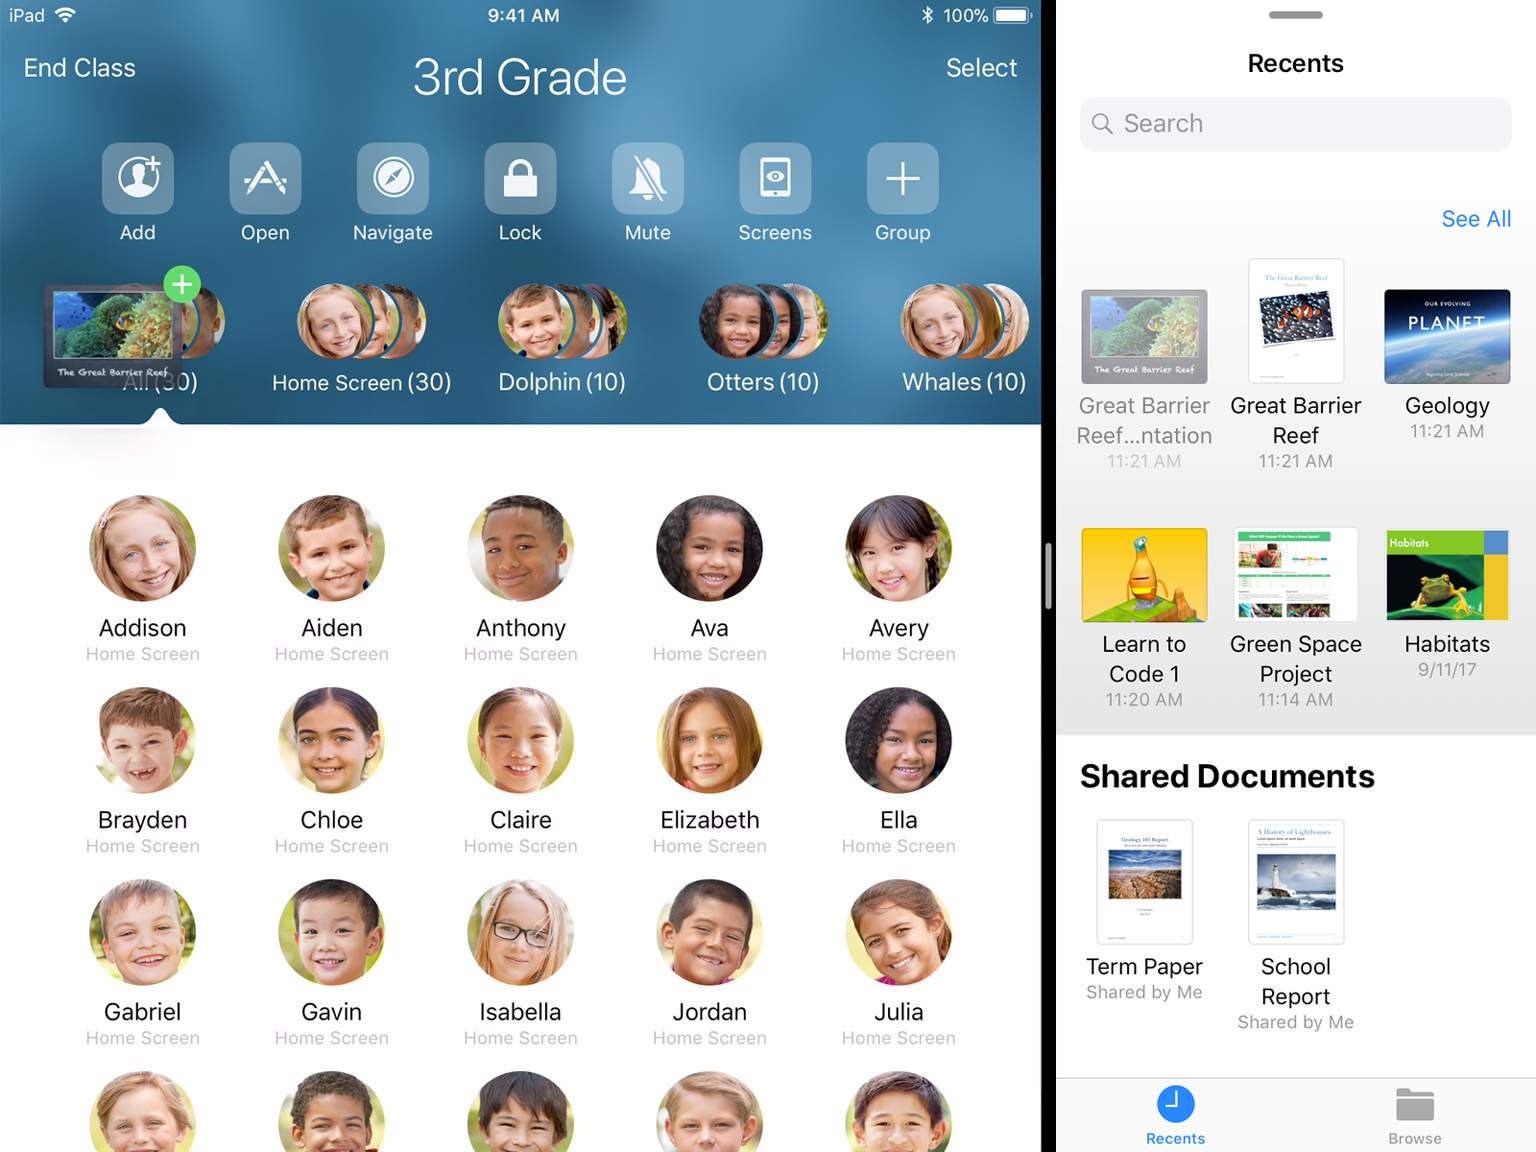 iPad
9:41 AM
100%
End Class
3rd Grade
Select
Add
Open
Navigate
Lock
Mute
Screens
Group
The Great Barrier Reef
All (30)
Home Screen (30)
Dolphin (10)
Otters (10)
Whales (10)
Addison
Home Screen
Aiden
Home Screen
Anthony
Home Screen
Ava
Home Screen
Avery
Home Screen
Brayden
Home Screen
Chloe
Home Screen
Claire
Home Screen
Elizabeth
Home Screen
Ella
Home Screen
Gabriel
Home Screen
Gavin
Home Screen
Isabella
Home Screen
Jordan
Home Screen
Julia
Home Screen
Recents
Search
See All
The Great Barrier Reef
Great Barrier
Reef...ntation
11:21 AM
The Great Barrier Reef
Great Barrier
Reef
11:21 AM
OUR EVOLVING
PLANET
Geology
11:21 AM
Learn to
Code 1
11:20 AM
Green Space
Project
11:14 AM
Habitats
Habitats
9/11/17
Shared Documents
Geology 101 Report
Term Paper
Shared by Me
A History of Lighthouses
School
Report
Shared by Me
Recents
Browse